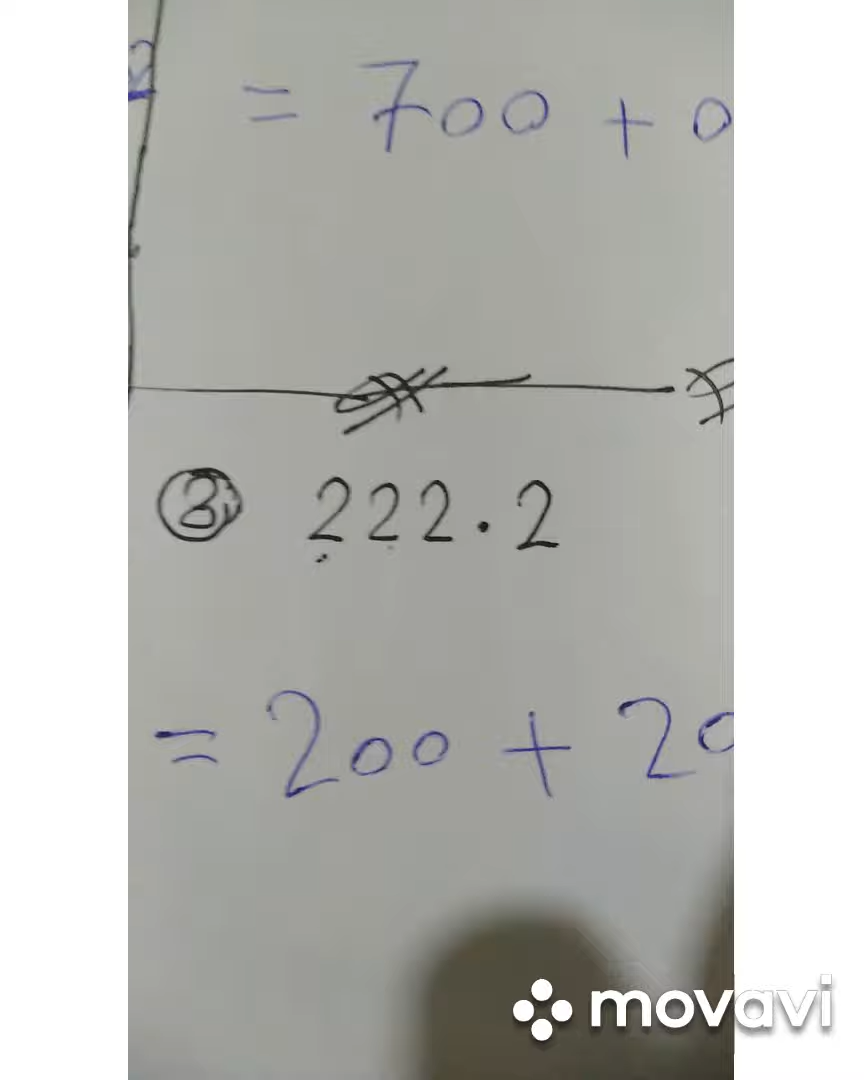 = 700 + 0
③ 222.2
= 200 + 20
movavi